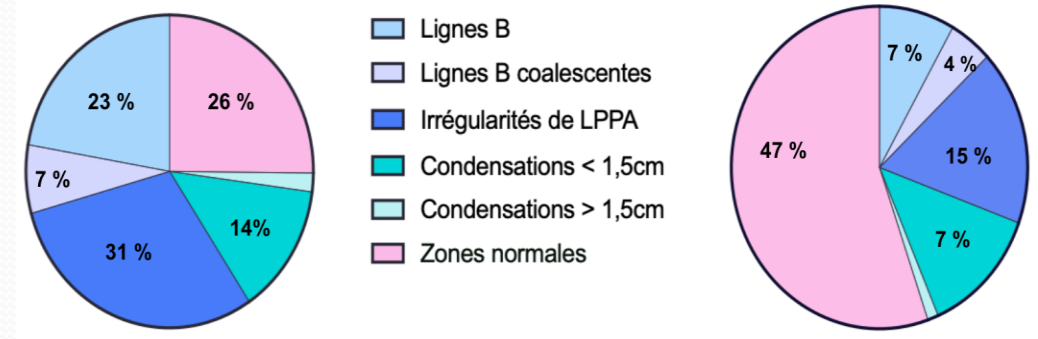 23 %
26 %
7 %
31 %
14%
Lignes B
Lignes B coalescentes
Irrégularités de LPPA
Condensations < 1,5cm
Condensations > 1,5cm
Zones normales
7 %
4 %
47 %
15 %
7 %